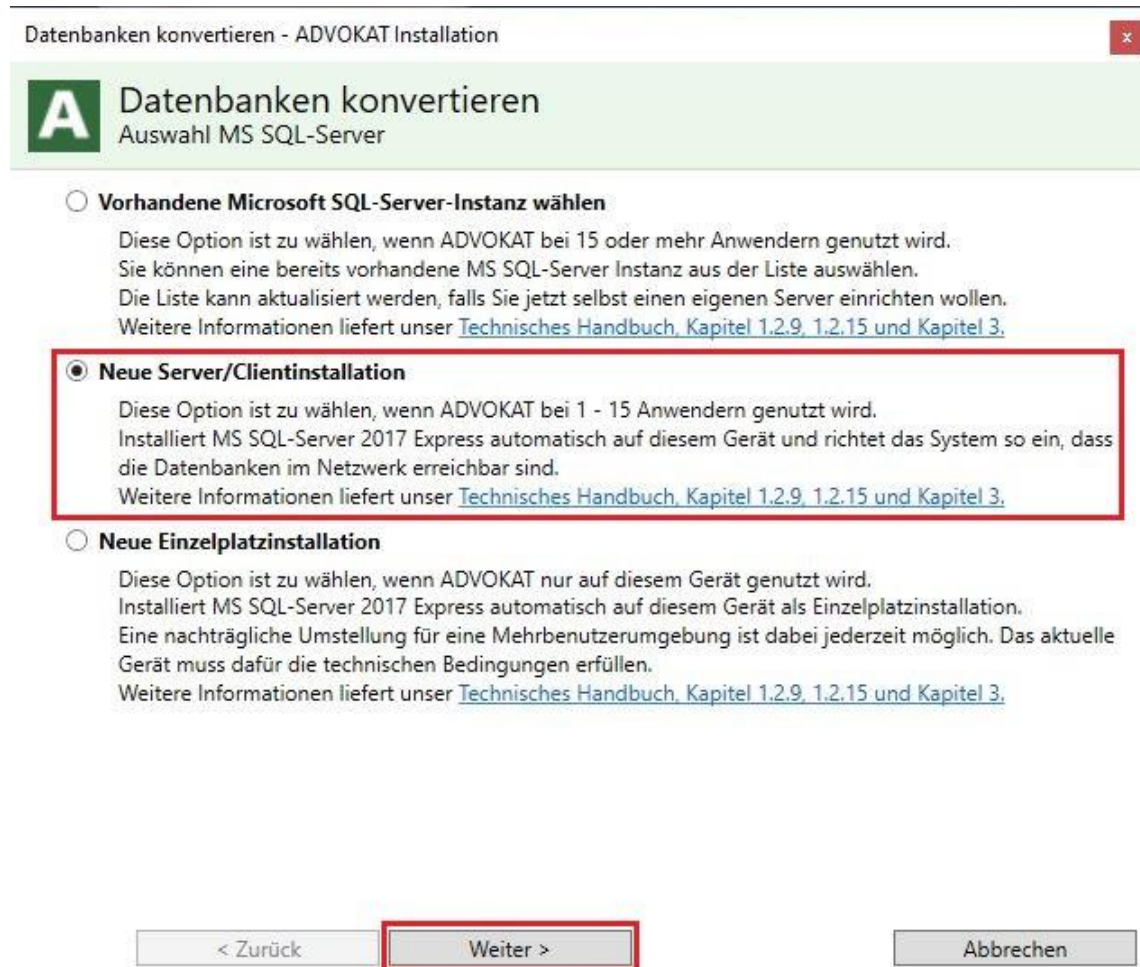 Datenbanken konvertieren - ADVOKAT Installation
x
A
Datenbanken konvertieren
Auswahl MS SQL-Server
Vorhandene Microsoft SQL-Server-Instanz wählen
Diese Option ist zu wählen, wenn ADVOKAT bei 15 oder mehr Anwendern genutzt wird.
Sie können eine bereits vorhandene MS SQL-Server Instanz aus der Liste auswählen.
Die Liste kann aktualisiert werden, falls Sie jetzt selbst einen eigenen Server einrichten wollen.
Weitere Informationen liefert unser Technisches Handbuch, Kapitel 1.2.9, 1.2.15 und Kapitel 3.
Neue Server/Clientinstallation
Diese Option ist zu wählen, wenn ADVOKAT bei 1 - 15 Anwendern genutzt wird.
Installiert MS SQL-Server 2017 Express automatisch auf diesem Gerät und richtet das System so ein, dass
die Datenbanken im Netzwerk erreichbar sind.
Weitere Informationen liefert unser Technisches Handbuch, Kapitel 1.2.9, 1.2.15 und Kapitel 3.
Neue Einzelplatzinstallation
Diese Option ist zu wählen, wenn ADVOKAT nur auf diesem Gerät genutzt wird.
Installiert MS SQL-Server 2017 Express automatisch auf diesem Gerät als Einzelplatzinstallation.
Eine nachträgliche Umstellung für eine Mehrbenutzerumgebung ist dabei jederzeit möglich. Das aktuelle
Gerät muss dafür die technischen Bedingungen erfüllen.
Weitere Informationen liefert unser Technisches Handbuch, Kapitel 1.2.9, 1.2.15 und Kapitel 3.
< Zurück
Weiter >
Abbrechen